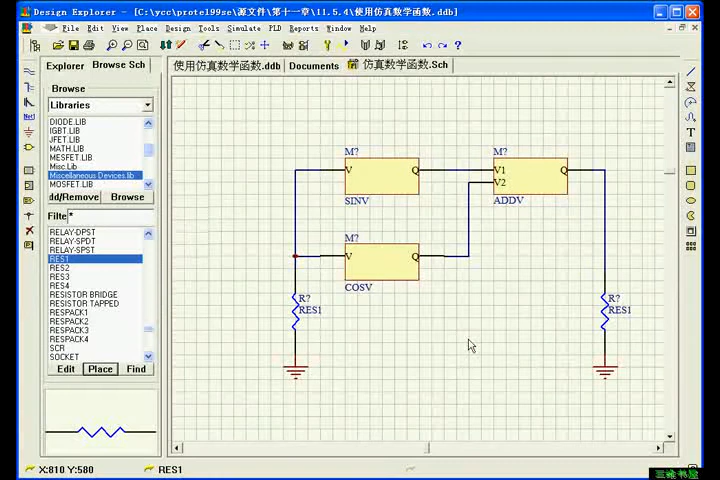 Design Explorer - [C:\ycc\protel99se\源文件\第十一章\11.5.4\使用仿真数学函数.ddb]
File Edit View Place Design Tools Simulate PLD Reports Window Help
Explorer Browse Sch
使用仿真数学函数.ddb Documents 仿真数学函数.Sch
Browse
Libraries
DIODE.LIB
IGBT.LIB
JFET.LIB
MATH.LIB
MESFET.LIB
Misc.Lib
Miscellaneous Devices.lib
MOSFET.LIB
dd/Remove Browse
Filte *
RELAY-DPST
RELAY-SPDT
RELAY-SPST
RES1
RES2
RES3
RES4
RESISTOR BRIDGE
RESISTOR TAPPED
RESPACK1
RESPACK2
RESPACK3
RESPACK4
SCR
SOCKET
Edit Place Find
M? M?
V Q V1 Q
V2
SINV ADDV
M?
V Q
COSV
R? R?
RES1 RES1
X:810 Y:580 RES1